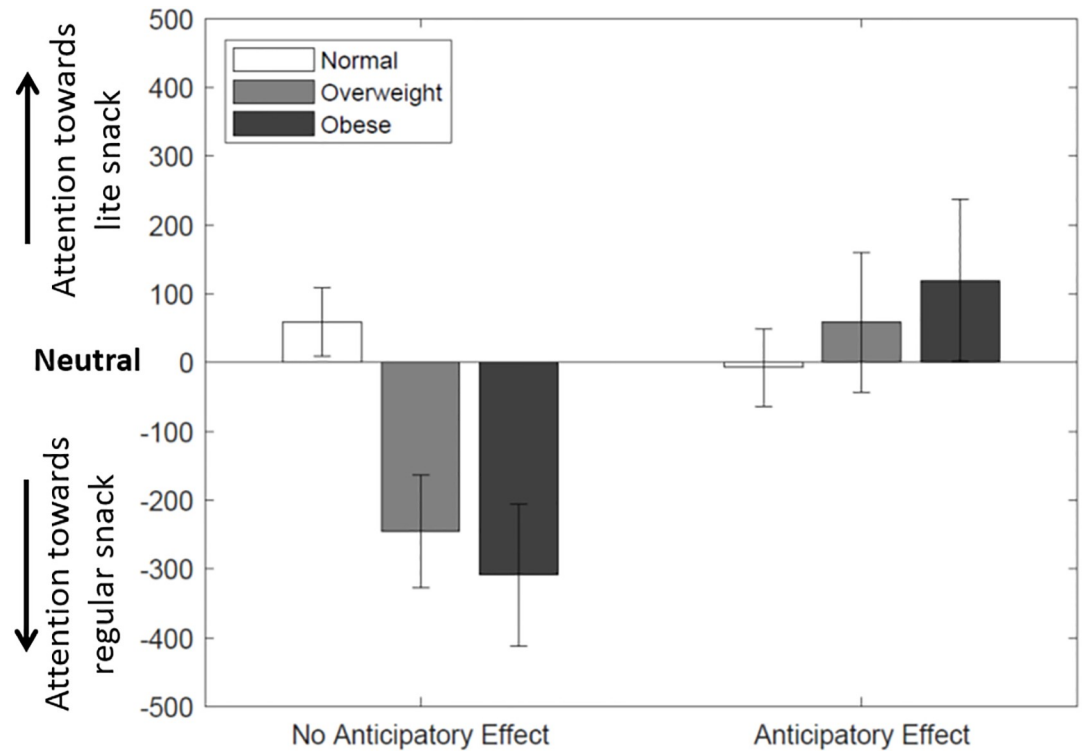 500
400
300
200
100
0
-100
-200
-300
-400
-500
Attention towards
lite snack
Neutral
Attention towards
regular snack
Normal
Overweight
Obese
No Anticipatory Effect
Anticipatory Effect